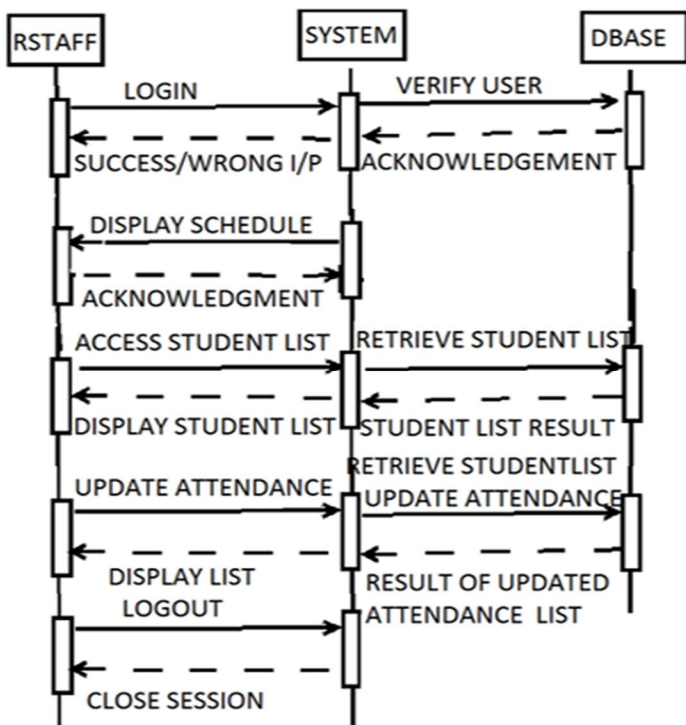 RSTAFF
SYSTEM
DBASE
LOGIN
VERIFY USER
SUCCESS/WRONG I/P
ACKNOWLEDGEMENT
DISPLAY SCHEDULE
ACKNOWLEDGMENT
ACCESS STUDENT LIST
RETRIEVE STUDENT LIST
DISPLAY STUDENT LIST
STUDENT LIST RESULT
RETRIEVE STUDENTLIST
UPDATE ATTENDANCE
UPDATE ATTENDANCE
DISPLAY LIST
RESULT OF UPDATED
ATTENDANCE LIST
LOGOUT
CLOSE SESSION